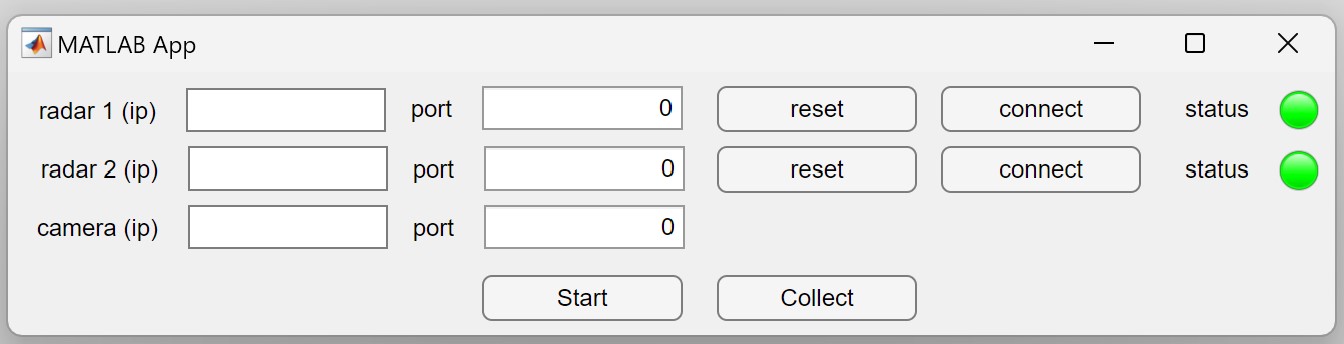 MATLAB App
radar 1 (ip) port 0 reset connect status
radar 2 (ip) port 0 reset connect status
camera (ip) port 0
Start Collect